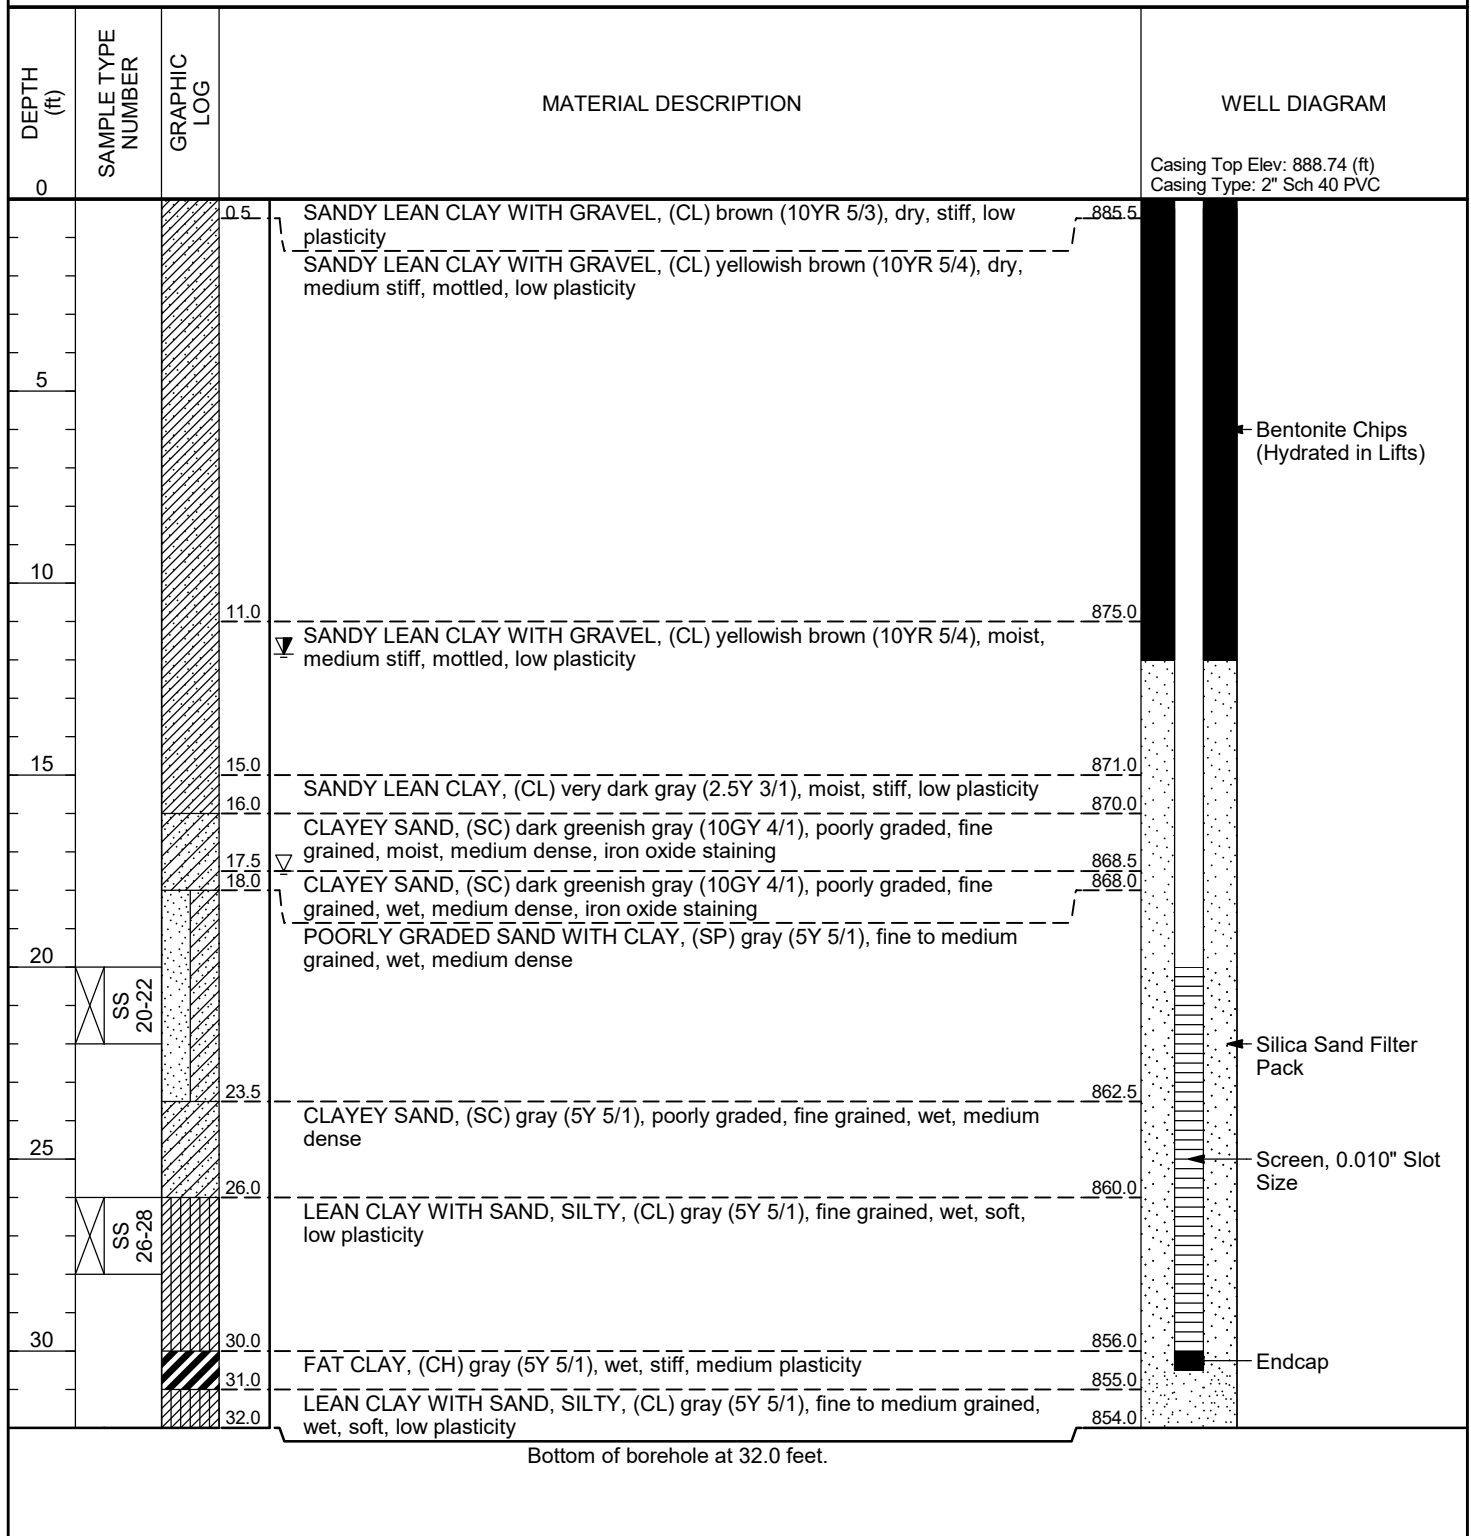 DEPTH
(ft)
SAMPLE TYPE
NUMBER
GRAPHIC
LOG
MATERIAL DESCRIPTION
WELL DIAGRAM
Casing Top Elev: 888.74 (ft)
Casing Type: 2" Sch 40 PVC
0
0.5
SANDY LEAN CLAY WITH GRAVEL, (CL) brown (10YR 5/3), dry, stiff, low
plasticity
885.5
SANDY LEAN CLAY WITH GRAVEL, (CL) yellowish brown (10YR 5/4), dry,
medium stiff, mottled, low plasticity
5
Bentonite Chips
(Hydrated in Lifts)
10
11.0
875.0
SANDY LEAN CLAY WITH GRAVEL, (CL) yellowish brown (10YR 5/4), moist,
medium stiff, mottled, low plasticity
15
15.0
871.0
SANDY LEAN CLAY, (CL) very dark gray (2.5Y 3/1), moist, stiff, low plasticity
16.0
870.0
CLAYEY SAND, (SC) dark greenish gray (10GY 4/1), poorly graded, fine
grained, moist, medium dense, iron oxide staining
17.5
868.5
18.0
868.0
CLAYEY SAND, (SC) dark greenish gray (10GY 4/1), poorly graded, fine
grained, wet, medium dense, iron oxide staining
POORLY GRADED SAND WITH CLAY, (SP) gray (5Y 5/1), fine to medium
grained, wet, medium dense
20
SS
20-22
Silica Sand Filter
Pack
23.5
862.5
CLAYEY SAND, (SC) gray (5Y 5/1), poorly graded, fine grained, wet, medium
dense
25
Screen, 0.010" Slot
Size
26.0
860.0
LEAN CLAY WITH SAND, SILTY, (CL) gray (5Y 5/1), fine grained, wet, soft,
low plasticity
SS
26-28
30
30.0
856.0
FAT CLAY, (CH) gray (5Y 5/1), wet, stiff, medium plasticity
Endcap
31.0
855.0
LEAN CLAY WITH SAND, SILTY, (CL) gray (5Y 5/1), fine to medium grained,
wet, soft, low plasticity
32.0
854.0
Bottom of borehole at 32.0 feet.